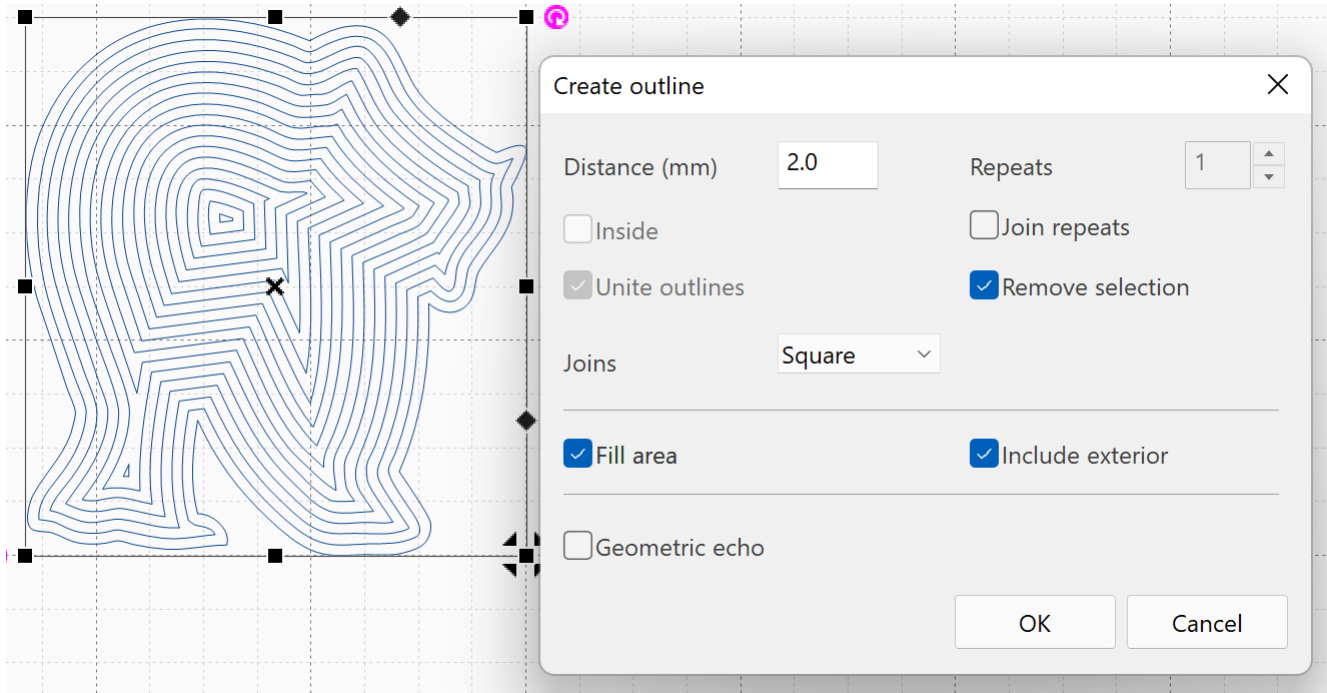 Create outline
Distance (mm) 2.0 Repeats 1
Inside Join repeats
Unite outlines Remove selection
Joins Square
Fill area Include exterior
Geometric echo
OK Cancel